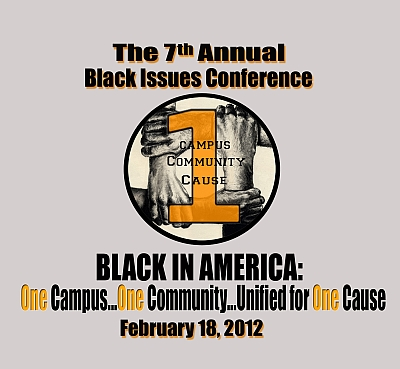 The 7th Annual
Black Issues Conference
1
CAMPUS
COMMUNITY
CAUSE
BLACK IN AMERICA:
One Campus...One Community...Unified for One Cause
February 18, 2012